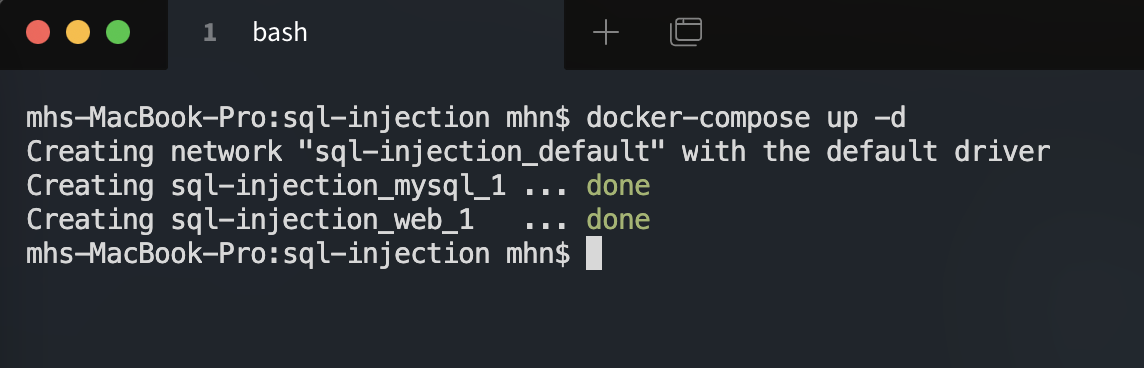 1 bash
mhs-MacBook-Pro:sql-injection mhn$ docker-compose up -d
Creating network "sql-injection_default" with the default driver
Creating sql-injection_mysql_1 ... done
Creating sql-injection_web_1   ... done
mhs-MacBook-Pro:sql-injection mhn$